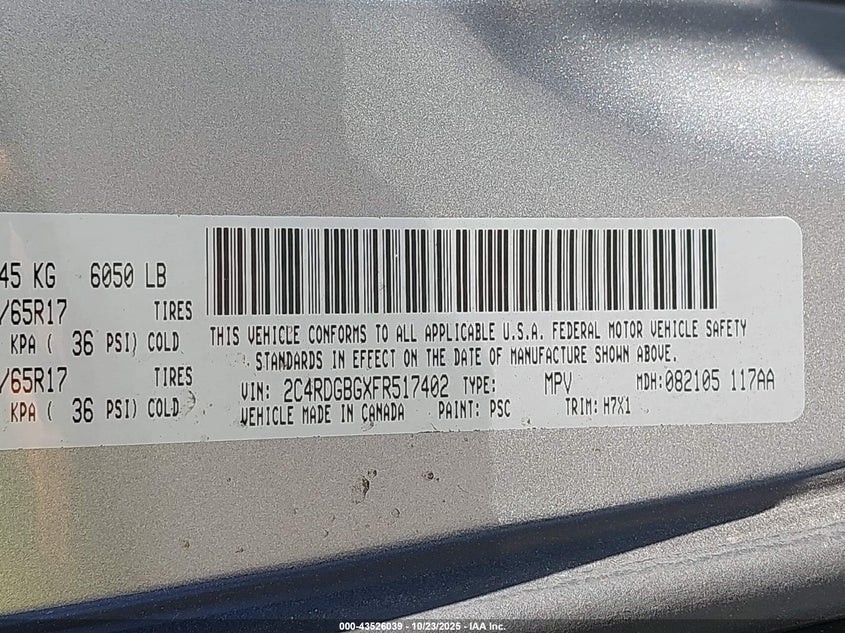 45 KG 6050 LB
/65R17 TIRES
KPA ( 36 PSI) COLD
/65R17 TIRES
KPA ( 36 PSI) COLD
THIS VEHICLE CONFORMS TO ALL APPLICABLE U.S.A. FEDERAL MOTOR VEHICLE SAFETY
STANDARDS IN EFFECT ON THE DATE OF MANUFACTURE SHOWN ABOVE.
VIN: 2C4RDGBGXFR517402 TYPE: MPV MDH:082105 117AA
VEHICLE MADE IN CANADA PAINT: PSC TRIM: H7X1
000-43526039 - 10/23/2025 - IAA Inc.